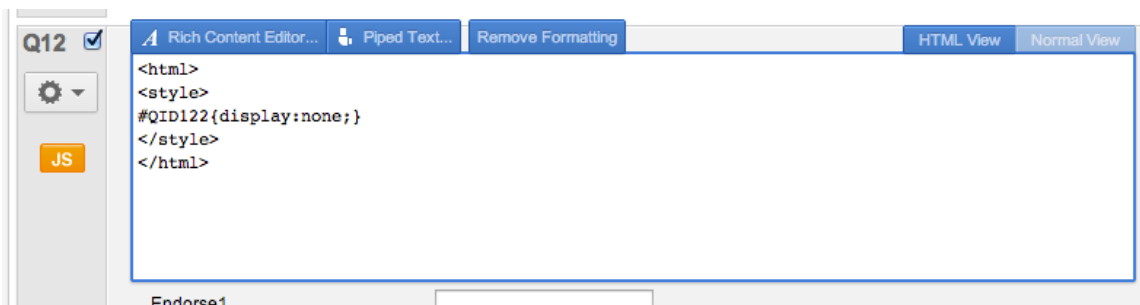 Q12
A Rich Content Editor... Piped Text... Remove Formatting HTML View Normal View
<html>
<style>
#QID122{display:none;}
</style>
</html>
JS
Endorse1